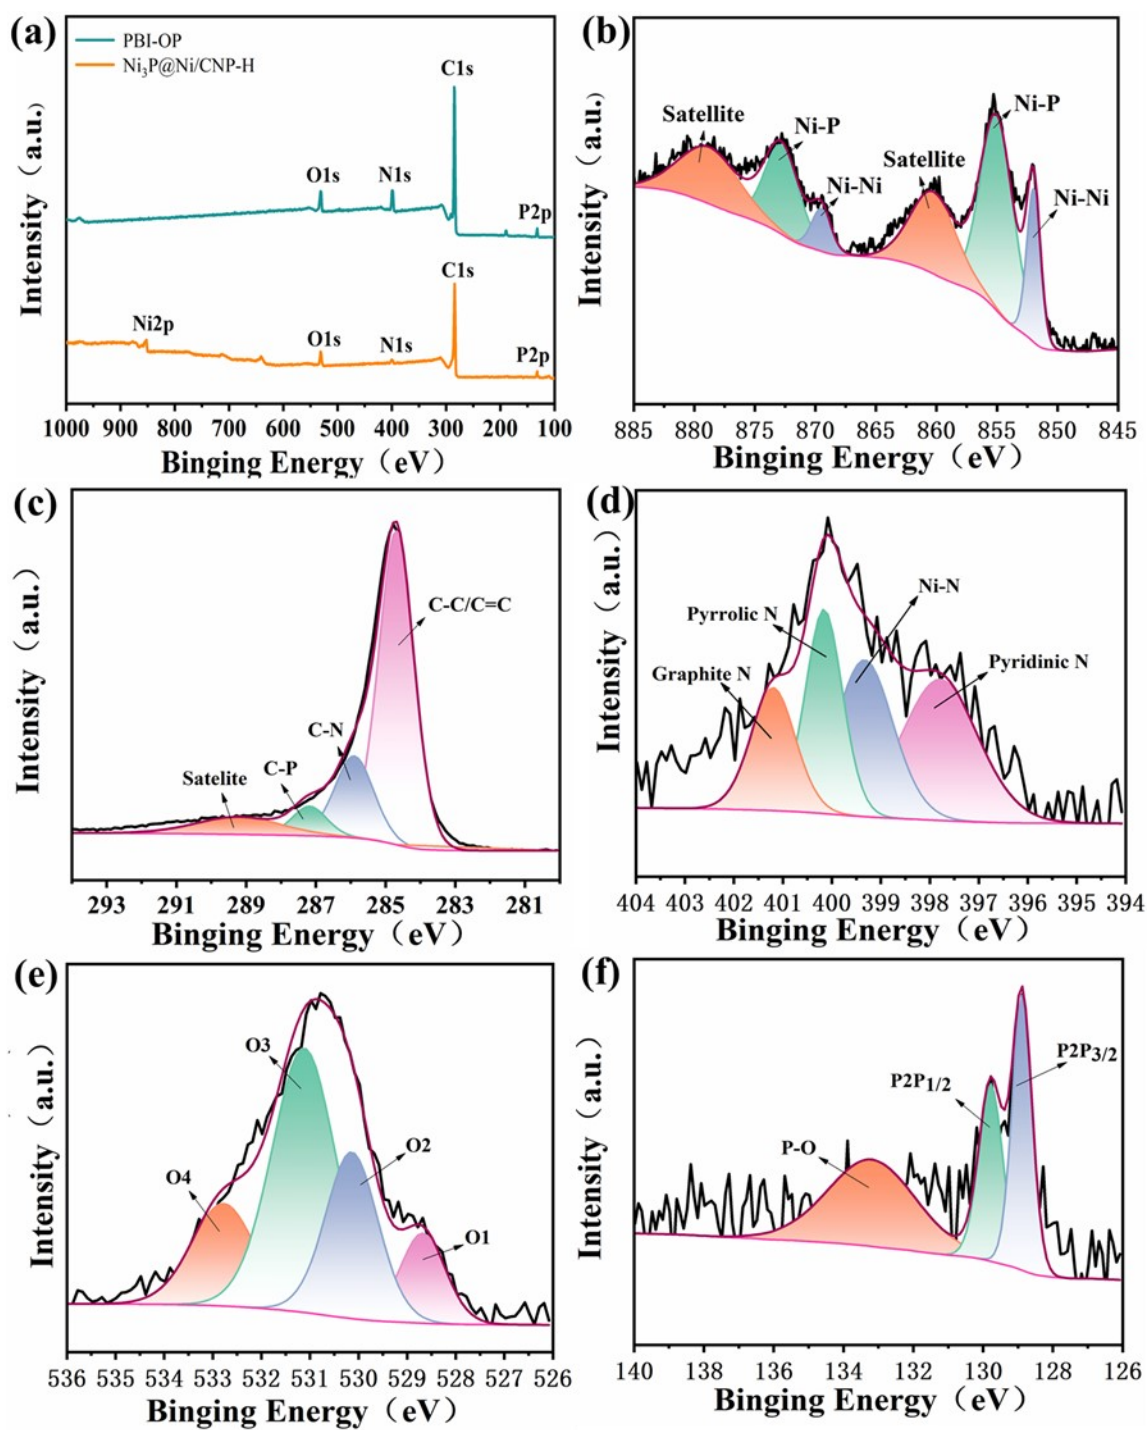 (a)
PBI-OP
Ni₃P@Ni/CNP-H
C1s
O1s
N1s
P2p
C1s
Ni2p
O1s
N1s
P2p
Intensity (a.u.)
1000 900 800 700 600 500 400 300 200 100
Binging Energy (eV)
(b)
Satellite
Ni-P
Ni-Ni
Satellite
Ni-P
Ni-Ni
Intensity (a.u.)
885 880 875 870 865 860 855 850 845
Binging Energy (eV)
(c)
C-C/C=C
C-N
C-P
Satelite
Intensity (a.u.)
293 291 289 287 285 283 281
Binging Energy (eV)
(d)
Ni-N
Pyrrolic N
Graphite N
Pyridinic N
Intensity (a.u.)
404 403 402 401 400 399 398 397 396 395 394
Binging Energy (eV)
(e)
O3
O2
O4
O1
Intensity (a.u.)
536 535 534 533 532 531 530 529 528 527 526
Binging Energy (eV)
(f)
P2P3/2
P2P1/2
P-O
Intensity (a.u.)
140 138 136 134 132 130 128 126
Binging Energy (eV)